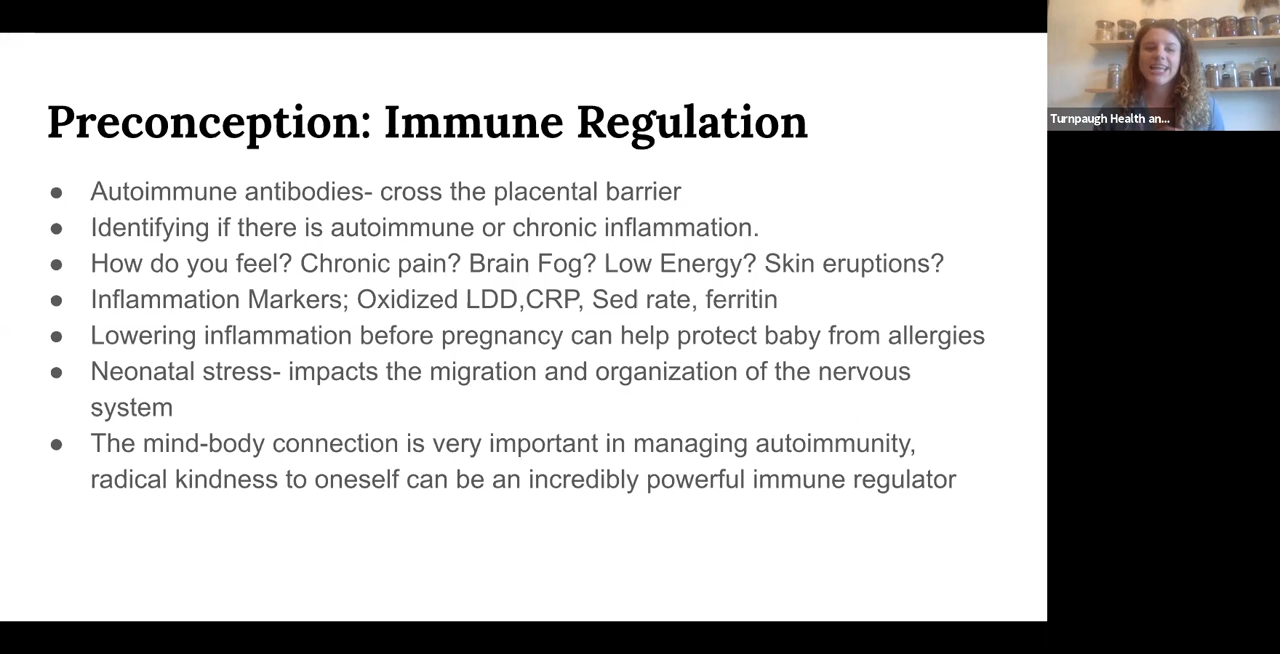 Preconception: Immune Regulation
● Autoimmune antibodies- cross the placental barrier
● Identifying if there is autoimmune or chronic inflammation.
● How do you feel? Chronic pain? Brain Fog? Low Energy? Skin eruptions?
● Inflammation Markers; Oxidized LDD,CRP, Sed rate, ferritin
● Lowering inflammation before pregnancy can help protect baby from allergies
● Neonatal stress- impacts the migration and organization of the nervous
system
● The mind-body connection is very important in managing autoimmunity,
radical kindness to oneself can be an incredibly powerful immune regulator
Turnpaugh Health an...